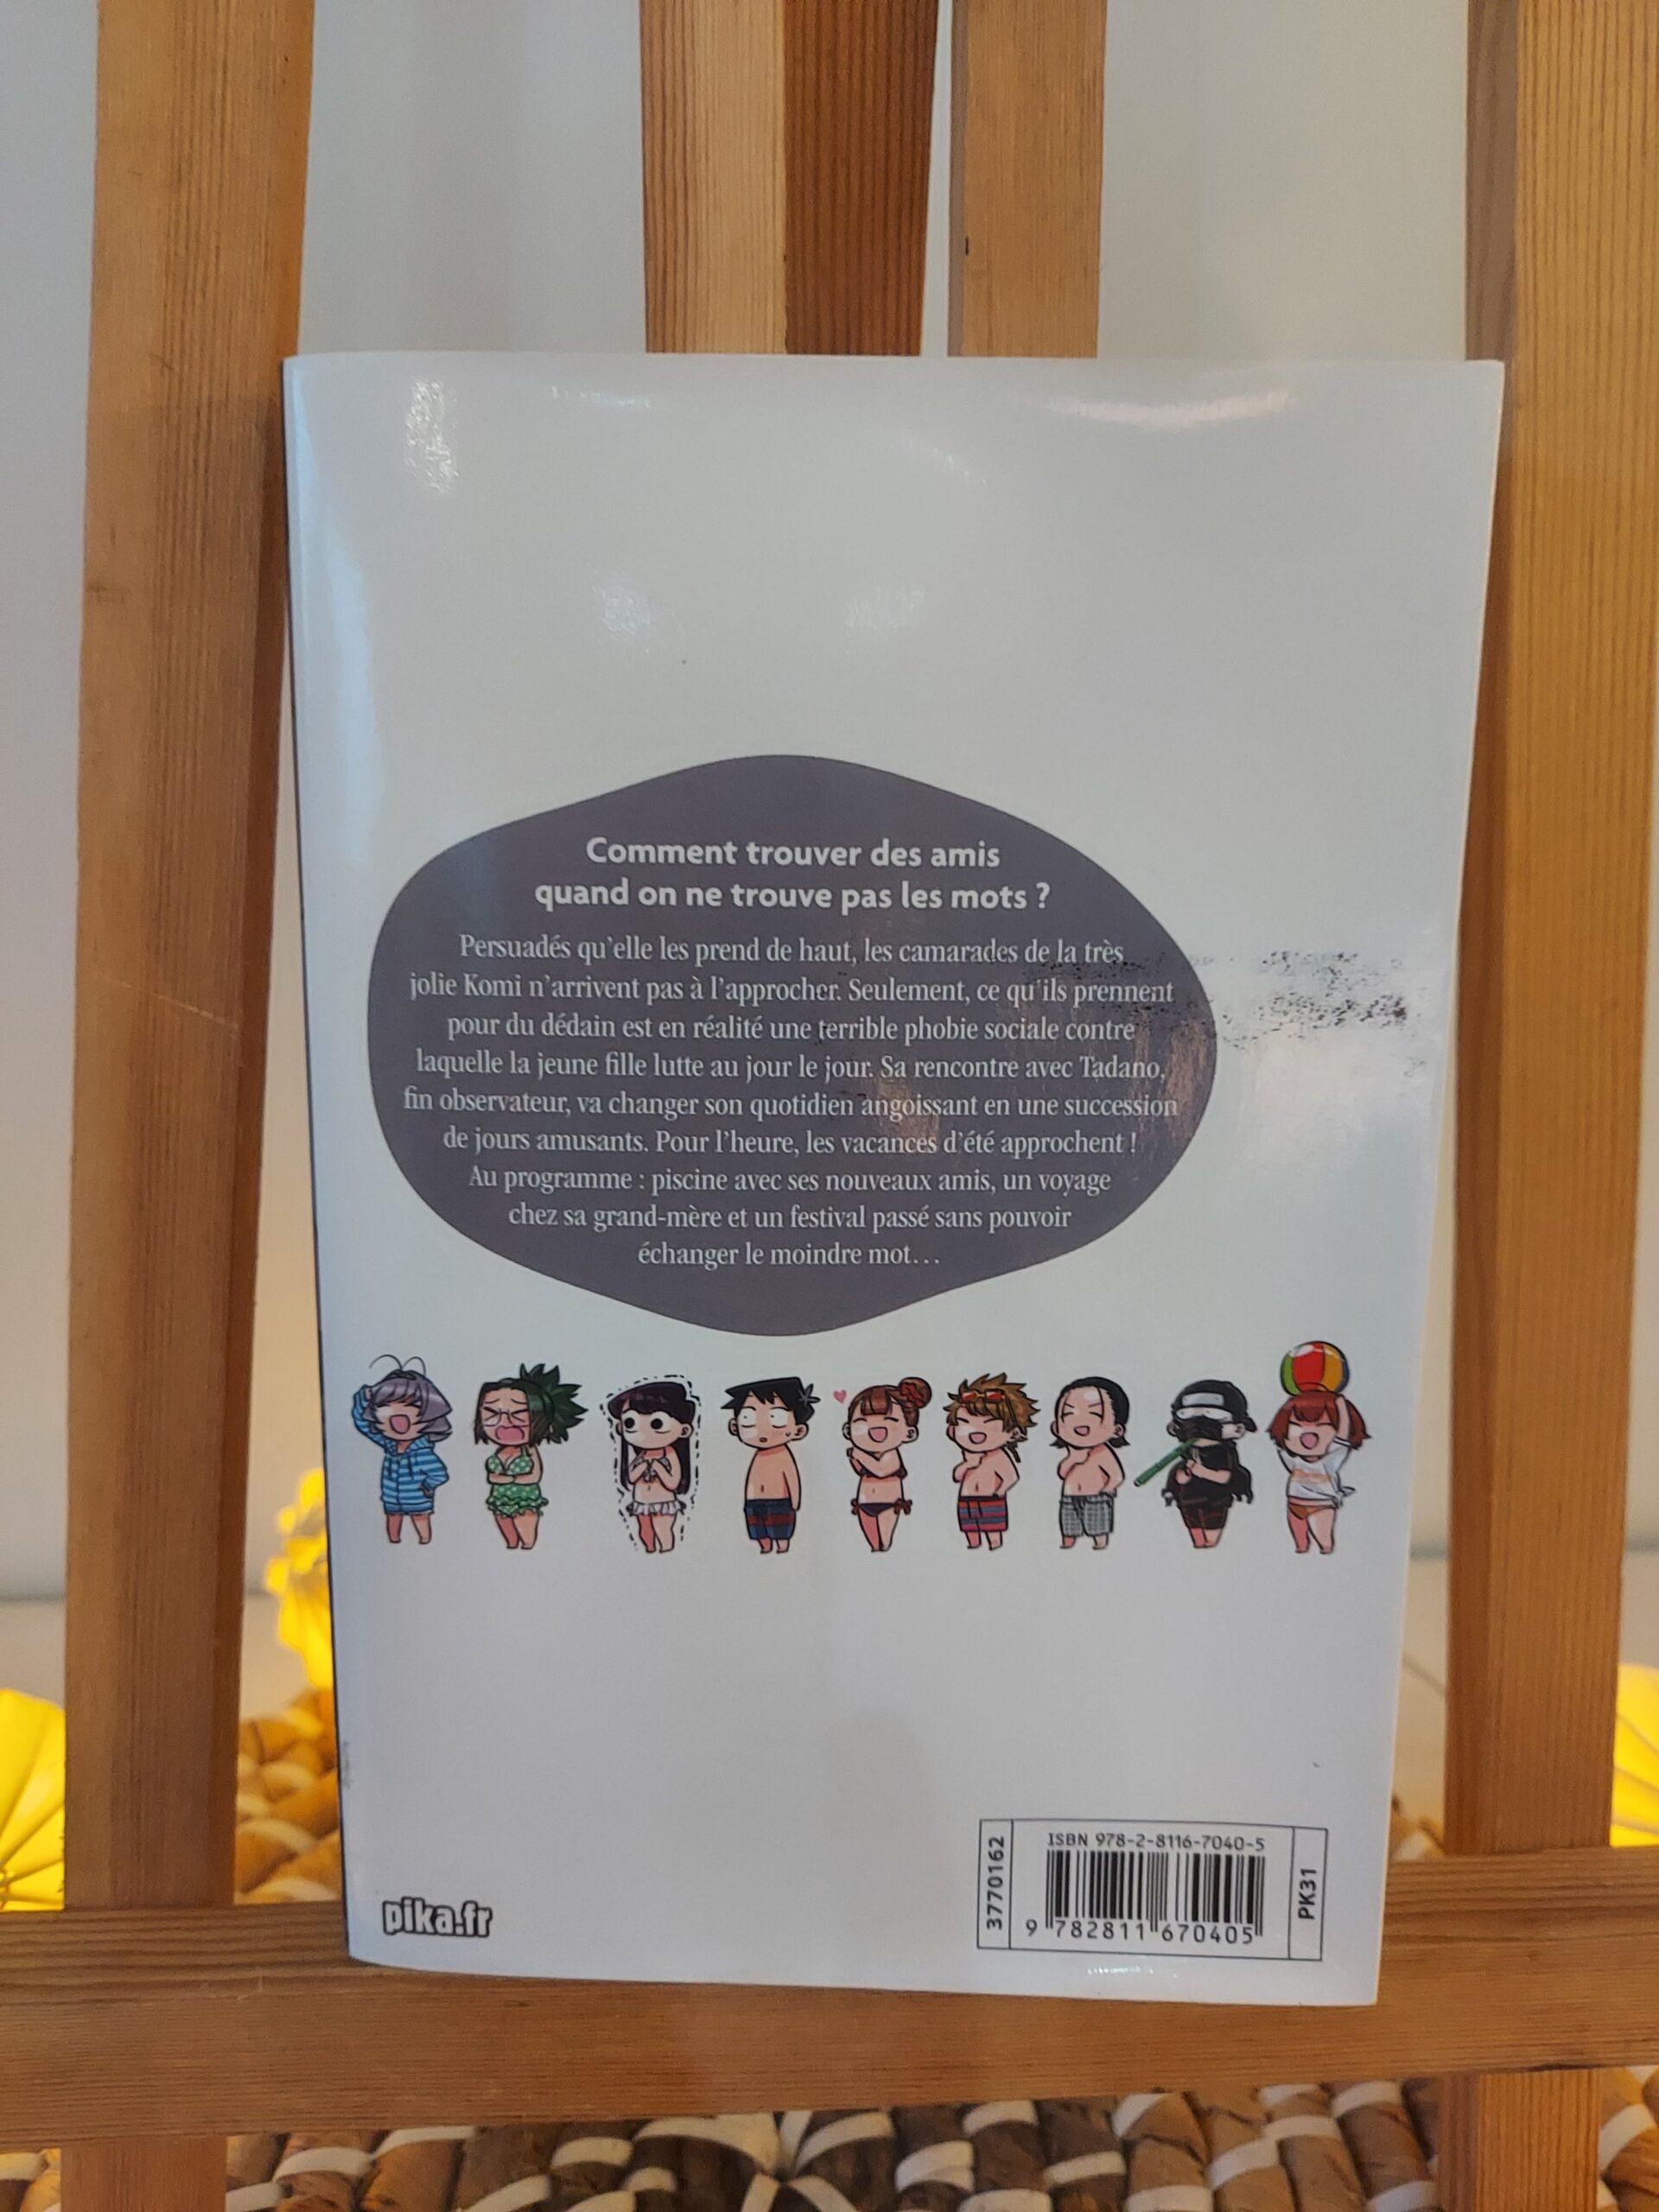 Comment trouver des amis
quand on ne trouve pas les mots ?
Persuadés qu'elle les prend de haut, les camarades de la très
jolie Komi n'arrivent pas à l'approcher. Seulement, ce qu'ils prennent
pour du dédain est en réalité une terrible phobie sociale contre
laquelle la jeune fille lutte au jour le jour. Sa rencontre avec Tadano,
fin observateur, va changer son quotidien angoissant en une succession
de jours amusants. Pour l'heure, les vacances d'été approchent !
Au programme : piscine avec ses nouveaux amis, un voyage
chez sa grand-mère et un festival passé sans pouvoir
échanger le moindre mot…
pika.fr
3770162
ISBN 978-2-8116-7040-5
9 782811 670405
PK31